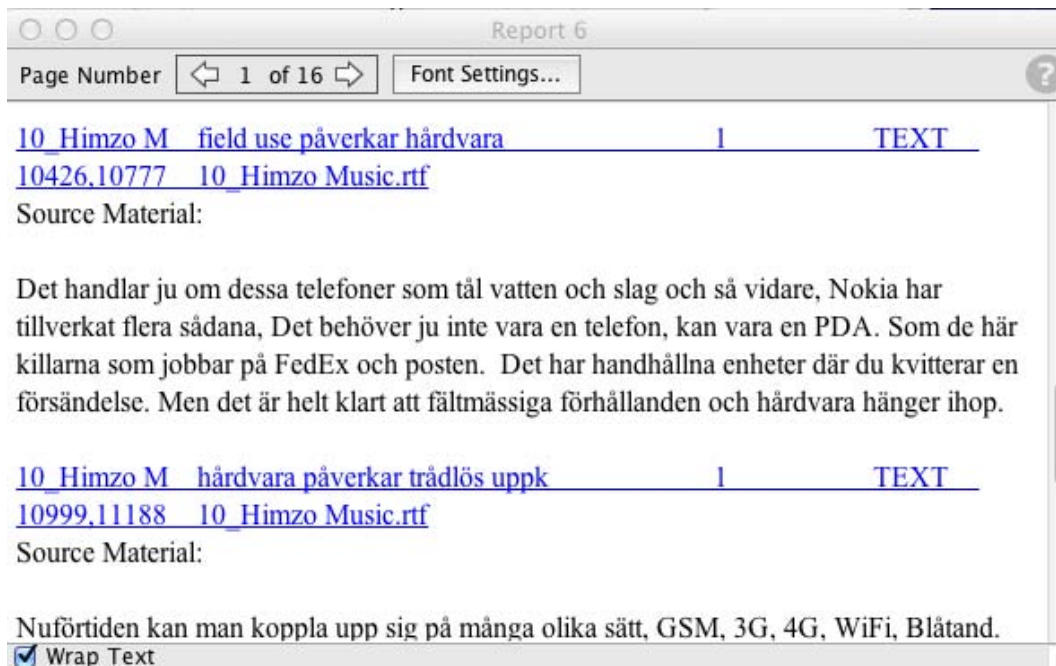 Report 6
Page Number 1 of 16 Font Settings... ?
10_Himzo M field use påverkar hårdvara 1 TEXT
10426,10777 10_Himzo Music.rtf
Source Material:
Det handlar ju om dessa telefoner som tål vatten och slag och så vidare, Nokia har
tillverkat flera sådana, Det behöver ju inte vara en telefon, kan vara en PDA. Som de här
killarna som jobbar på FedEx och posten. Det har handhållna enheter där du kvitterar en
försändelse. Men det är helt klart att fältmässiga förhållanden och hårdvara hänger ihop.
10_Himzo M hårdvara påverkar trådlös uppk 1 TEXT
10999,11188 10_Himzo Music.rtf
Source Material:
Nuförtiden kan man koppla upp sig på många olika sätt, GSM, 3G, 4G, WiFi, Blåtand.
Wrap Text